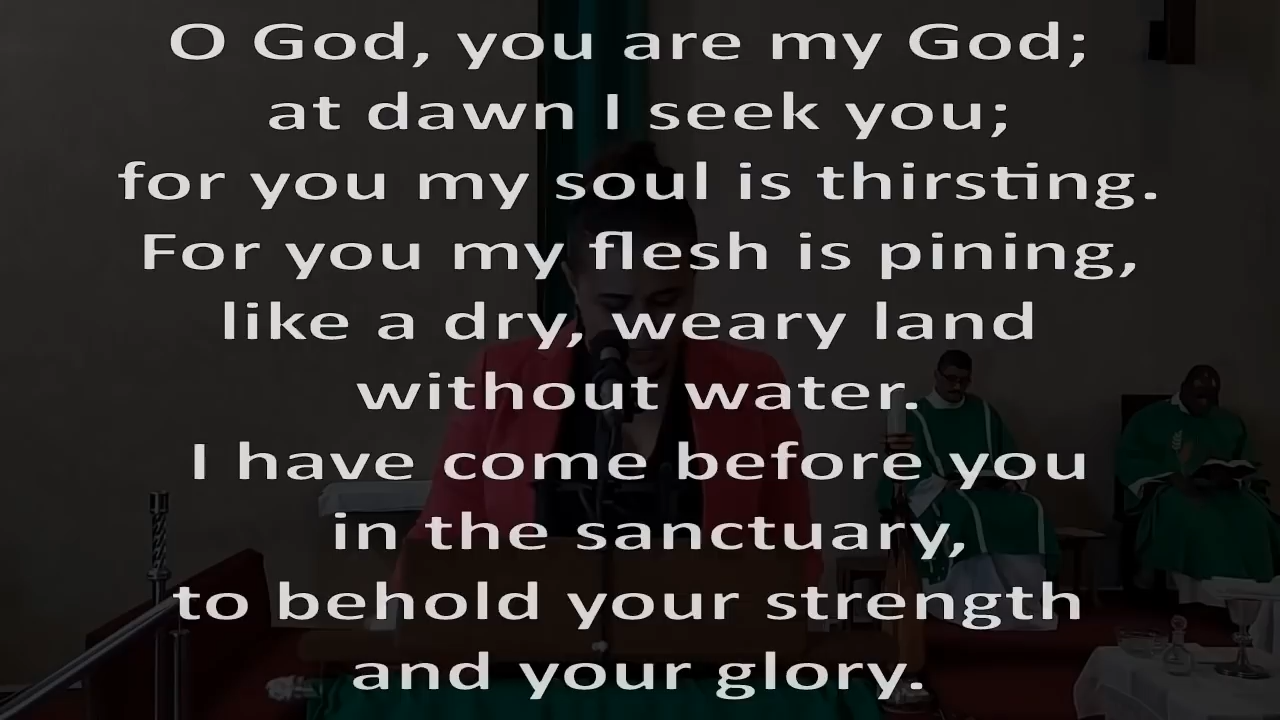 O God, you are my God;
at dawn I seek you;
for you my soul is thirsting.
For you my flesh is pining,
like a dry, weary land
without water.
I have come before you
in the sanctuary,
to behold your strength
and your glory.